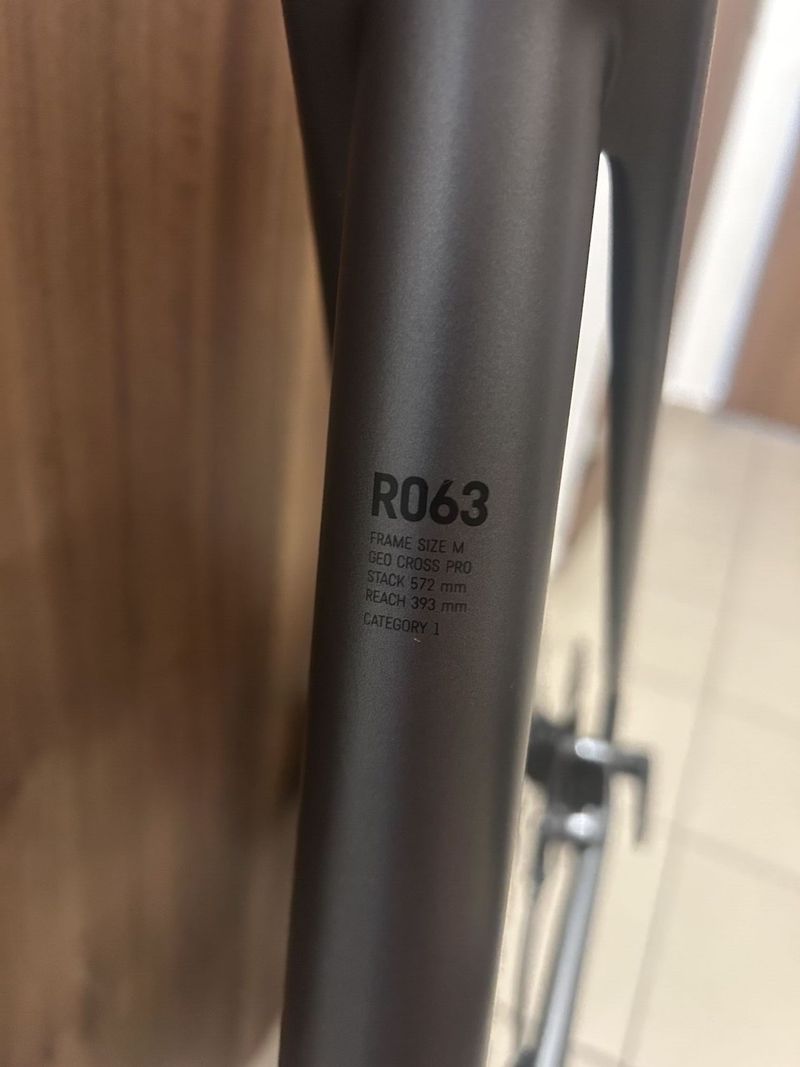 R063
FRAME SIZE M
GEO CROSS PRO
STACK 572 mm
REACH 393 mm
CATEGORY 1